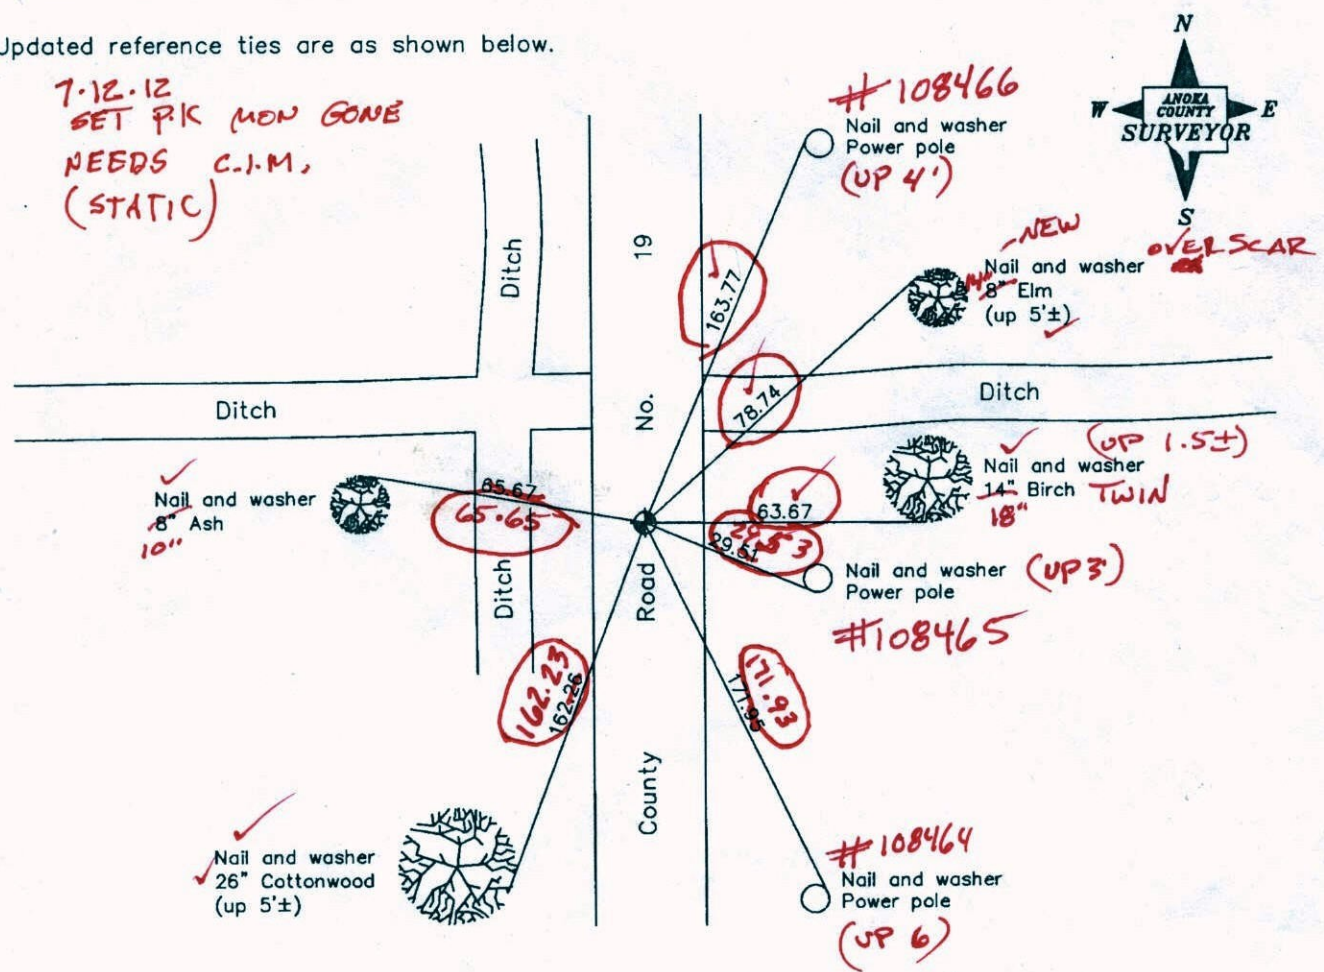 Updated reference ties are as shown below.
7·12·12
SET P.K MON GONE
NEEDS C.I.M.
(STATIC)
N
W
ANOKA
COUNTY
SURVEYOR
E
S
#108466
Nail and washer
Power pole
(UP 4')
NEW
OVER SCAR
Nail and washer
14"
8" Elm
(up 5'±)
Ditch
19
163.77
78.74
No.
Ditch
Ditch
(UP 1.5±)
Nail and washer
14" Birch TWIN
18"
Nail and washer
8" Ash
10"
65.67
65.65
63.67
29.53
29.51
Nail and washer (UP 3')
Power pole
#108465
Ditch
Road
162.23
162.26
171.93
171.95
County
Nail and washer
26" Cottonwood
(up 5'±)
#108464
Nail and washer
Power pole
(UP 6)